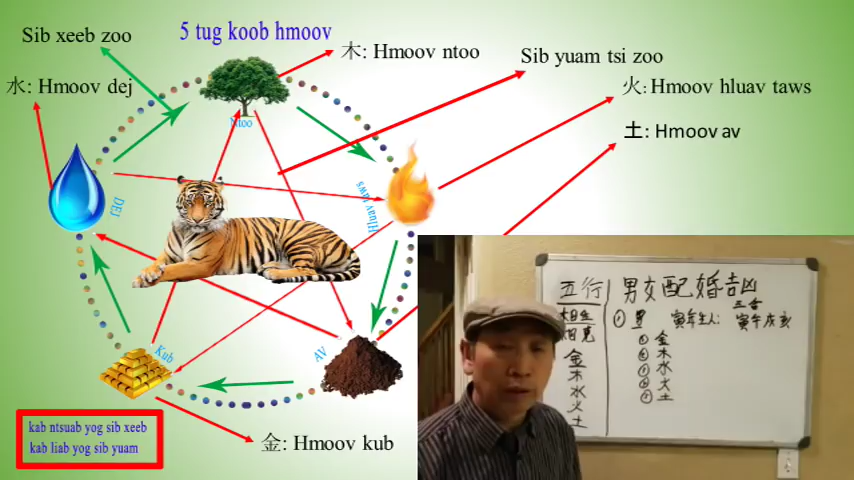 Sib xeeb zoo
5 tug koob hmoov
木: Hmoov ntoo
Sib yuam tsi zoo
水: Hmoov dej
火: Hmoov hluav taws
土: Hmoov av
Ntoo
DEJ
Hluav taws
Kub
AV
金: Hmoov kub
kab ntsuab yog sib xeeb
kab liab yog sib yuam
五行
男女配婚吉凶
相生
相克
金
木
水
火
土
三合
① 男
寅年生人:
寅午戌亥
金
木
水
火
土